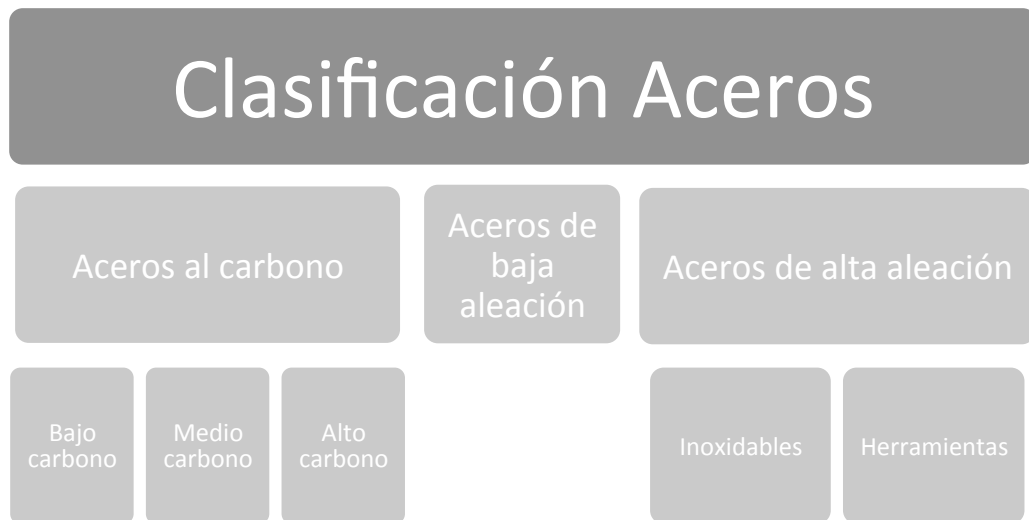 Clasificación Aceros
Aceros al carbono
Aceros de
baja
aleación
Aceros de alta aleación
Bajo
carbono
Medio
carbono
Alto
carbono
Inoxidables
Herramientas